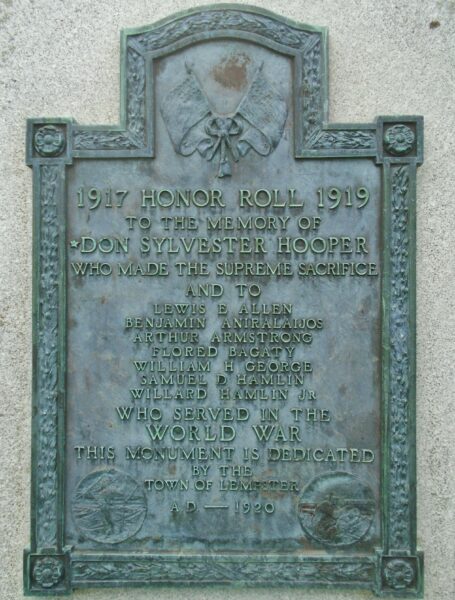 1917 HONOR ROLL 1919
TO THE MEMORY OF
*DON SYLVESTER HOOPER
WHO MADE THE SUPREME SACRIFICE
AND TO
LEWIS E ALLEN
BENJAMIN ANIRALAIJOS
ARTHUR ARMSTRONG
FLORED BAGATY
WILLIAM H GEORGE
SAMUEL D HAMLIN
WILLARD HAMLIN JR
WHO SERVED IN THE
WORLD WAR
THIS MONUMENT IS DEDICATED
BY THE
TOWN OF LEMPSTER
A.D. — 1920